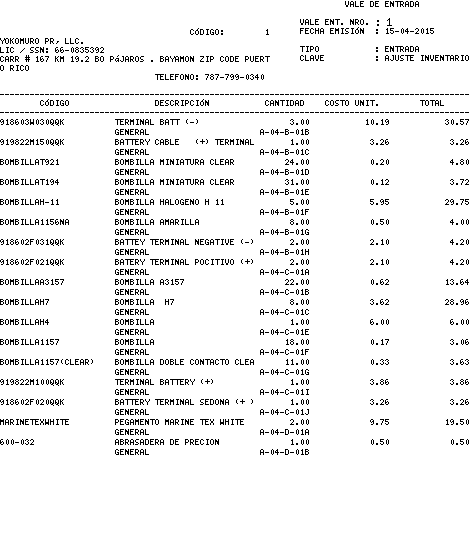 VALE DE ENTRADA
VALE ENT. NRO. : 1
CÓDIGO: 1 FECHA EMISIÓN : 15-04-2015
YOKOMURO PR, LLC.
LIC / SSN: 66-0835392 TIPO : ENTRADA
CARR # 167 KM 19.2 BO PáJAROS . BAYAMON ZIP CODE PUERT CLAVE : AJUSTE INVENTARIO
O RICO
TELEFONO: 787-799-0340
CÓDIGO DESCRIPCIÓN CANTIDAD COSTO UNIT. TOTAL
918603W030QQK TERMINAL BATT (-) 3.00 10.19 30.57
GENERAL A-04-B-01B
919822M150QQK BATTERY CABLE (+) TERMINAL 1.00 3.26 3.26
GENERAL A-04-B-01C
BOMBILLAT921 BOMBILLA MINIATURA CLEAR 24.00 0.20 4.80
GENERAL A-04-B-01D
BOMBILLAT194 BOMBILLA MINIATURA CLEAR 31.00 0.12 3.72
GENERAL A-04-B-01E
BOMBILLAH-11 BOMBILLA HALOGENO H 11 5.00 5.95 29.75
GENERAL A-04-B-01F
BOMBILLA1156NA BOMBILLA AMARILLA 8.00 0.50 4.00
GENERAL A-04-B-01G
918602F031QQK BATTEY TERMINAL NEGATIVE (-) 2.00 2.10 4.20
GENERAL A-04-B-01H
918602F021QQK BATERY TERMINAL POCITIVO (+) 2.00 2.10 4.20
GENERAL A-04-C-01A
BOMBILLAA3157 BOMBILLA A3157 22.00 0.62 13.64
GENERAL A-04-C-01B
BOMBILLAH7 BOMBILLA H7 8.00 3.62 28.96
GENERAL A-04-C-01C
BOMBILLAH4 BOMBILLA 1.00 6.00 6.00
GENERAL A-04-C-01E
BOMBILLA1157 BOMBILLA 18.00 0.17 3.06
GENERAL A-04-C-01F
BOMBILLA1157(CLEAR) BOMBILLA DOBLE CONTACTO CLEA 11.00 0.33 3.63
GENERAL A-04-C-01G
919822M100QQK TERMINAL BATTERY (+) 1.00 3.86 3.86
GENERAL A-04-C-01I
918602F020QQK BATTERY TERMINAL SEDONA (+ ) 1.00 3.26 3.26
GENERAL A-04-C-01J
MARINETEXWHITE PEGAMENTO MARINE TEX WHITE 2.00 9.75 19.50
GENERAL A-04-D-01A
600-032 ABRASADERA DE PRECION 1.00 0.50 0.50
GENERAL A-04-D-01B